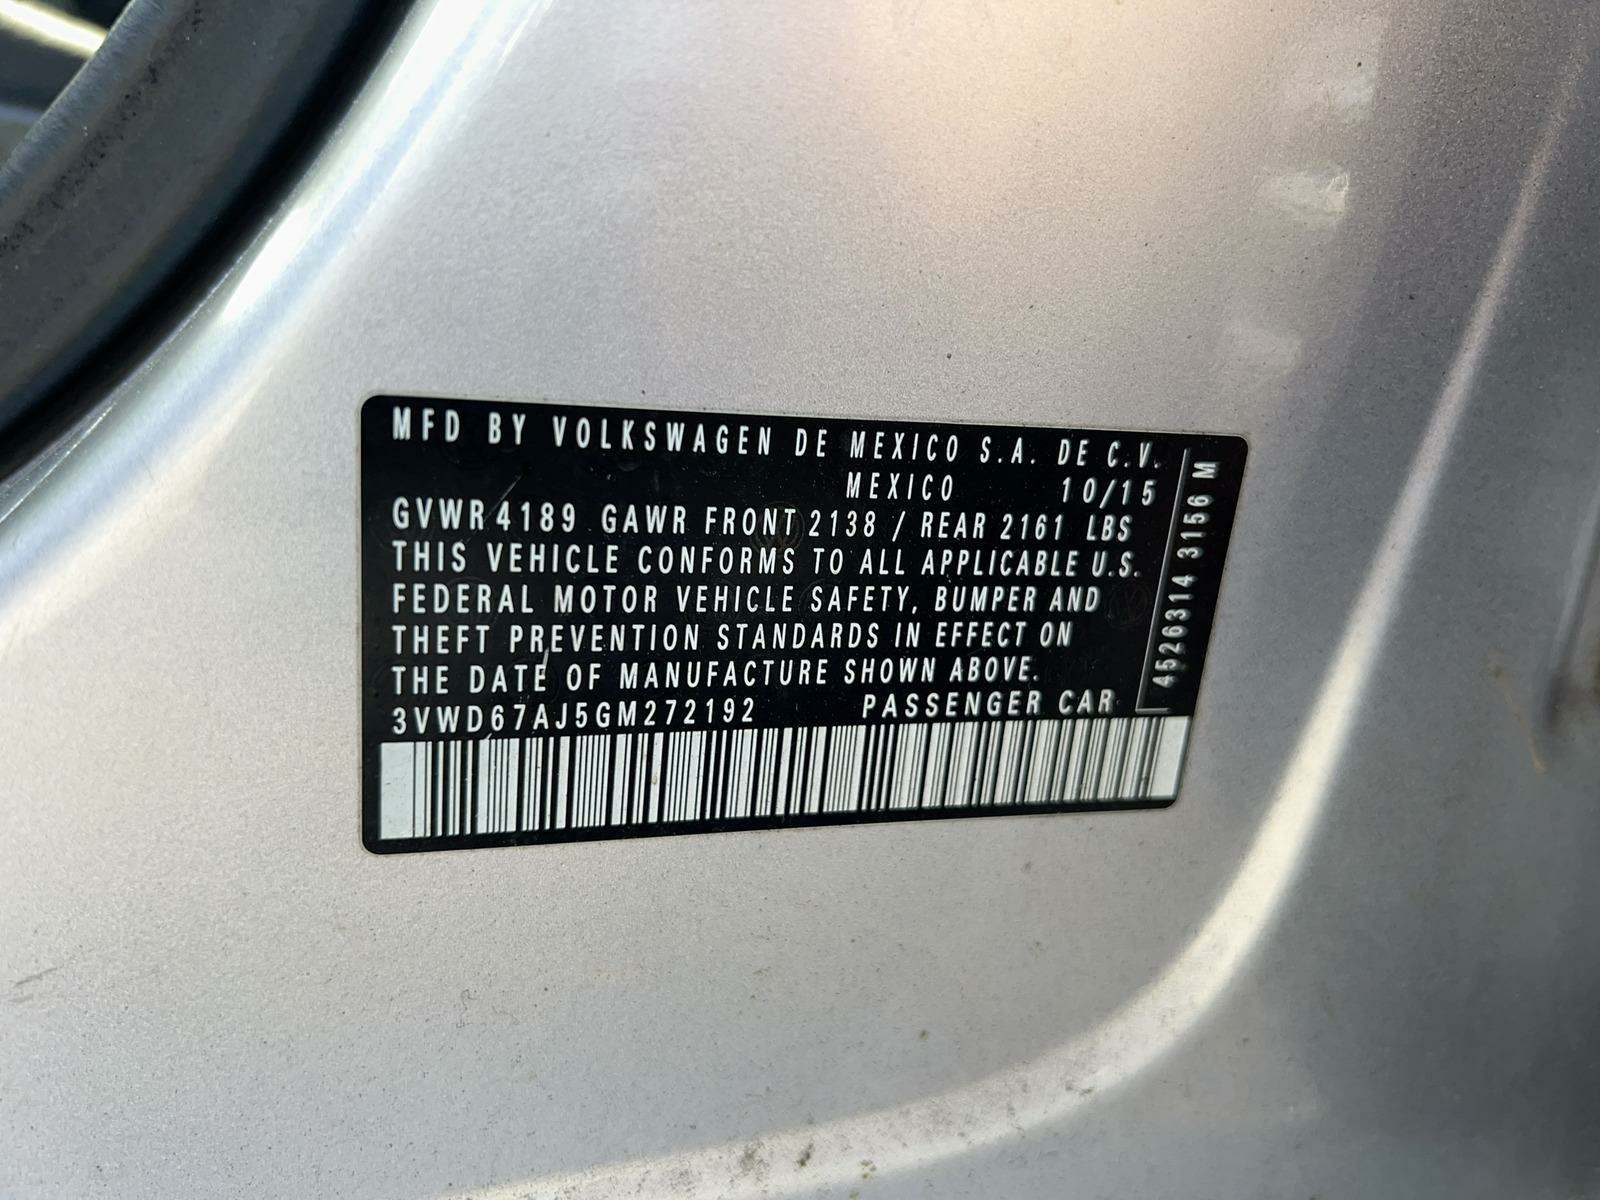 MFD BY VOLKSWAGEN DE MEXICO S.A. DE C.V.
MEXICO 10/15
GVWR 4189 GAWR FRONT 2138 / REAR 2161 LBS
THIS VEHICLE CONFORMS TO ALL APPLICABLE U.S.
FEDERAL MOTOR VEHICLE SAFETY, BUMPER AND
THEFT PREVENTION STANDARDS IN EFFECT ON
THE DATE OF MANUFACTURE SHOWN ABOVE.
3VWD67AJ5GM272192 PASSENGER CAR
4526314 3156 M